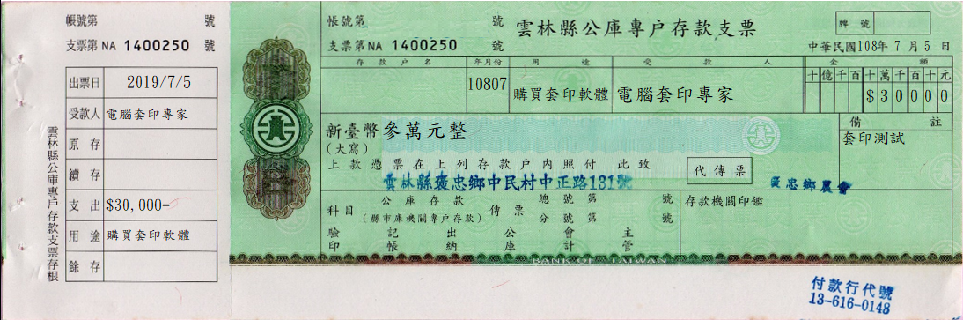 帳號第 號
支票第 NA 1400250 號
出票日 2019/7/5
受款人 電腦套印專家
原存
續存
支出 $30,000-
用途 購買套印軟體
餘存
雲林縣公庫專戶存款支票存根
帳號第 號
支票第 NA 1400250 號
雲林縣公庫專戶存款支票
牌號
中華民國108年7月5日
存款戶名 年月份 用途 受款人 金額
十億千百十萬千百十元
10807 購買套印軟體 電腦套印專家 $30000
新臺幣參萬元整
(大寫)
備註
套印測試
上款憑票在上列存款戶內照付 此致
代傳票
雲林縣褒忠鄉中民村中正路131號
褒忠鄉農會
科目 公庫存款
(縣市庫機關專戶存款)
傳票 總號第 號
分號第 號
存款機關印鑑
驗印 記帳 出納 公庫 會計 主管
BANK OF TAIWAN
付款行代號
13-616-0148